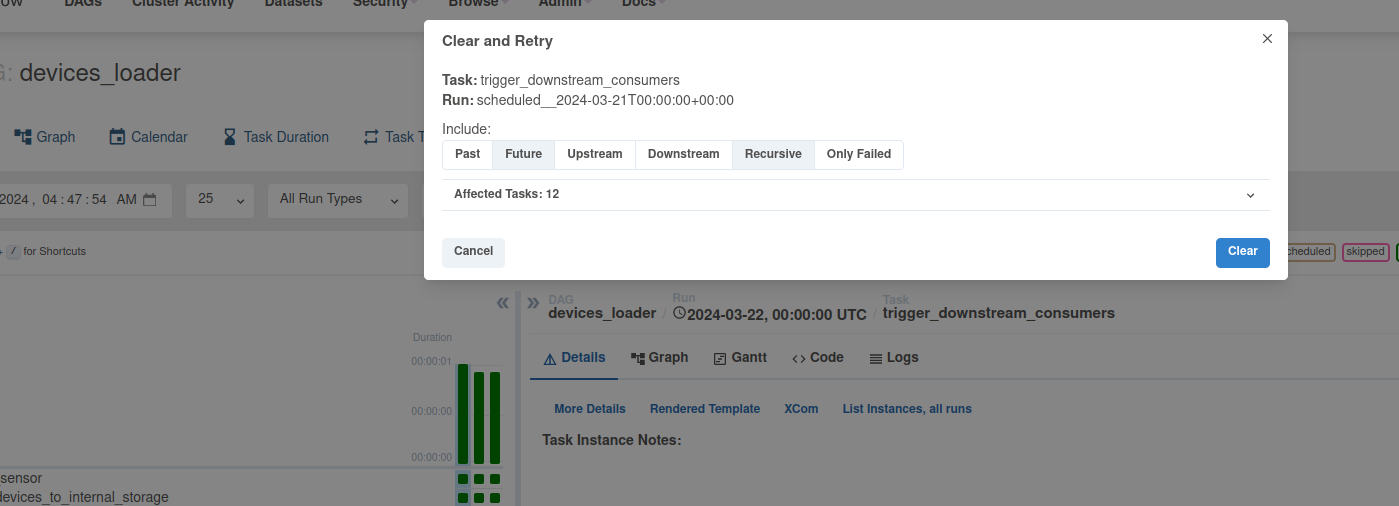 DAGs Cluster Activity Datasets Security Browse Admin Docs
Clear and Retry
Task: trigger_downstream_consumers
Run: scheduled__2024-03-21T00:00:00+00:00
Include:
Past Future Upstream Downstream Recursive Only Failed
Affected Tasks: 12
Cancel Clear
: devices_loader
Graph Calendar Task Duration Task T
2024, 04:47:54 AM 25 All Run Types
+ / for Shortcuts
cheduled skipped
« »
DAG Run Task
devices_loader / 2024-03-22, 00:00:00 UTC / trigger_downstream_consumers
Details Graph Gantt Code Logs
More Details Rendered Template XCom List Instances, all runs
Task Instance Notes:
Duration
00:00:01
00:00:00
00:00:00
sensor
devices_to_internal_storage